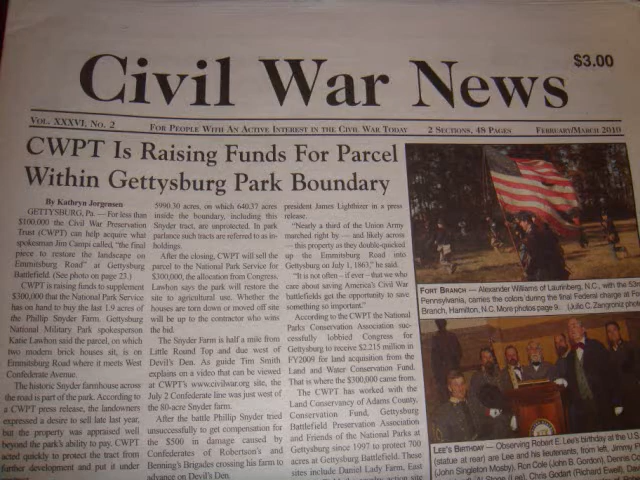 $3.00
Civil War News
VOL. XXXVI, NO. 2
FOR PEOPLE WITH AN ACTIVE INTEREST IN THE CIVIL WAR TODAY
2 SECTIONS, 48 PAGES
FEBRUARY/MARCH 2010
CWPT Is Raising Funds For Parcel
Within Gettysburg Park Boundary
By Kathryn Jorgensen
GETTYSBURG, Pa. — For less than
$100,000 the Civil War Preservation
Trust (CWPT) can help acquire what
spokesman Jim Campi called, "the final
piece to restore the landscape on
Emmitsburg Road" at Gettysburg
Battlefield. (See photo on page 23.)
CWPT is raising funds to supplement
$300,000 that the National Park Service
has on hand to buy the last 1.9 acres of
the Phillip Snyder Farm. Gettysburg
National Military Park spokesperson
Katie Lawhon said the parcel, on which
two modern brick houses sit, is on
Emmitsburg Road where it meets West
Confederate Avenue.
The historic Snyder farmhouse across
the road is part of the park. According to
a CWPT press release, the landowners
expressed a desire to sell late last year,
but the property was appraised well
beyond the park's ability to pay. CWPT
acted quickly to protect the tract from
further development and put it under
5990.30 acres, on which 640.37 acres
inside the boundary, including this
Snyder tract, are unprotected. In park
parlance such tracts are referred to as in-
holdings.
After the closing, CWPT will sell the
parcel to the National Park Service for
$300,000, the allocation from Congress.
Lawhon says the park will restore the
site to agricultural use. Whether the
houses are torn down or moved off site
will be up to the contractor who wins
the bid.
The Snyder Farm is half a mile from
Little Round Top and due west of
Devil's Den. As guide Tim Smith
explains on a video that can be viewed
at CWPT's www.civilwar.org site, the
July 2 Confederate line was just west of
the 80-acre Snyder farm.
After the battle Phillip Snyder tried
unsuccessfully to get compensation for
the $500 in damage caused by
Confederates of Robertson's and
Benning's Brigades crossing his farm to
advance on Devil's Den.
president James Lighthizer in a press
release.
"Nearly a third of the Union Army
marched right by — and likely across
— this property as they double-quicked
up the Emmitsburg Road into
Gettysburg on July 1, 1863," he said.
"It is not often – if ever – that we who
care about saving America's Civil War
battlefields get the opportunity to save
something so important."
According to the CWPT the National
Parks Conservation Association suc-
cessfully lobbied Congress for
Gettysburg to receive $2.215 million in
FY2009 for land acquisition from the
Land and Water Conservation Fund.
That is where the $300,000 came from.
The CWPT has worked with the
Land Conservancy of Adams County,
Conservation Fund, Gettysburg
Battlefield Preservation Association
and Friends of the National Parks at
Gettysburg since 1997 to protect 700
acres at Gettysburg Battlefield. These
sites include Daniel Lady Farm, East
FORT BRANCH — Alexander Williams of Laurinburg, N.C., with the 53rd
Pennsylvania, carries the colors during the final Federal charge at Fort
Branch, Hamilton, N.C. More photos page 9. (Julio C. Zangroniz
LEE'S BIRTHDAY — Observing Robert E. Lee's birthday at the U.S.
(statue at rear) are Lee and his lieutenants, from left, Jimmy
(John Singleton Mosby), Ron Cole (John B. Gordon), Dennis
Chris Godart (Richard Ewell),